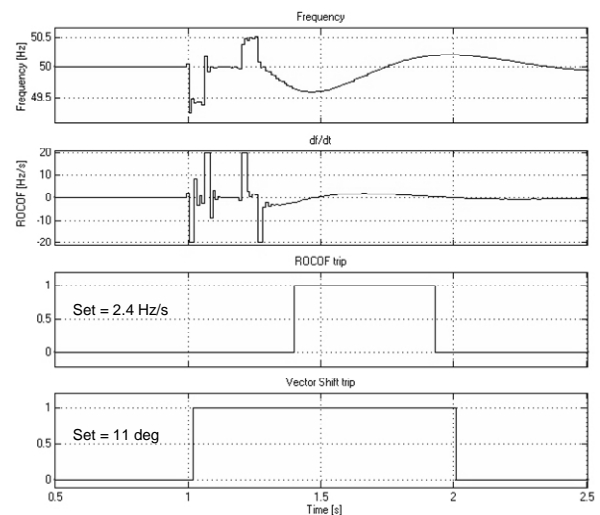 Frequency
Frequency [Hz]
50.5
50
49.5
df/dt
ROCOF [Hz/s]
20
10
0
-10
-20
ROCOF trip
1
0.5
0
Set = 2.4 Hz/s
Vector Shift trip
1
0.5
0
Set = 11 deg
0.5 1 1.5 2 2.5
Time [s]